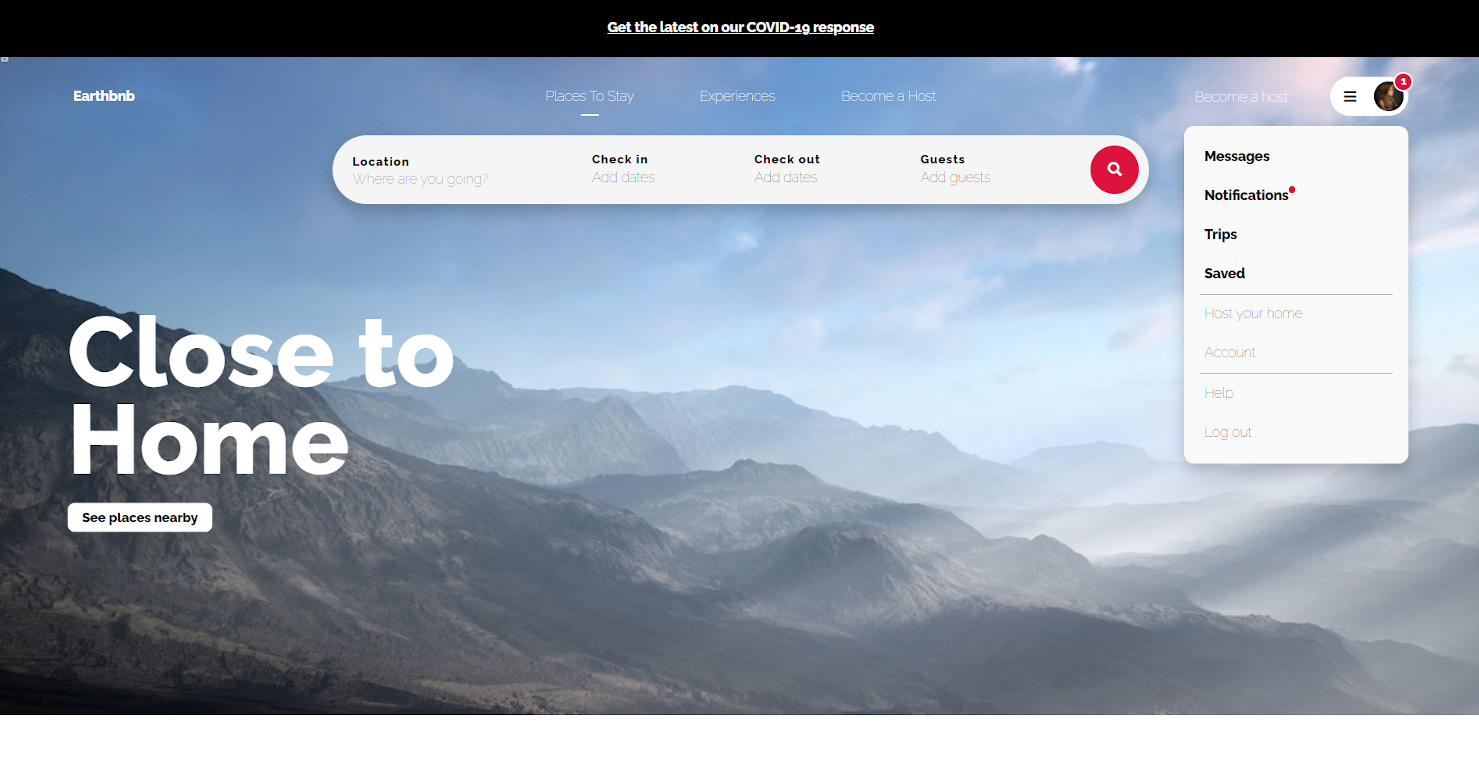 Get the latest on our COVID-19 response
Earthbnb
Places To Stay
Experiences
Become a Host
Become a host
1
Location
Where are you going?
Check in
Add dates
Check out
Add dates
Guests
Add guests
Messages
Notifications
Trips
Saved
Host your home
Account
Help
Log out
Close to
Home
See places nearby